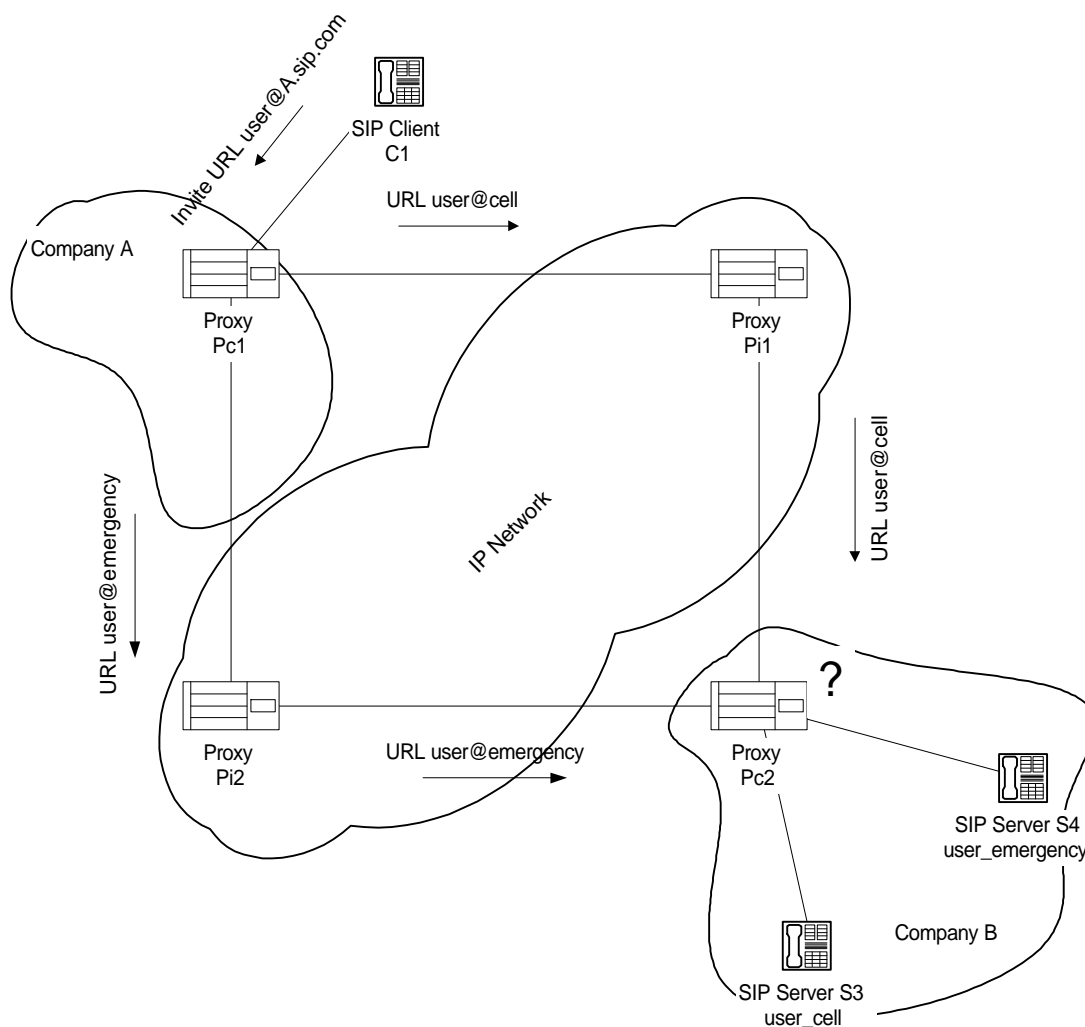 Invite URL user@A.sip.com
SIP Client
C1
URL user@cell
Company A
Proxy
Pc1
Proxy
Pi1
URL user@cell
IP Network
URL user@emergency
?
Proxy
Pi2
URL user@emergency
Proxy
Pc2
SIP Server S4
user_emergency
Company B
SIP Server S3
user_cell